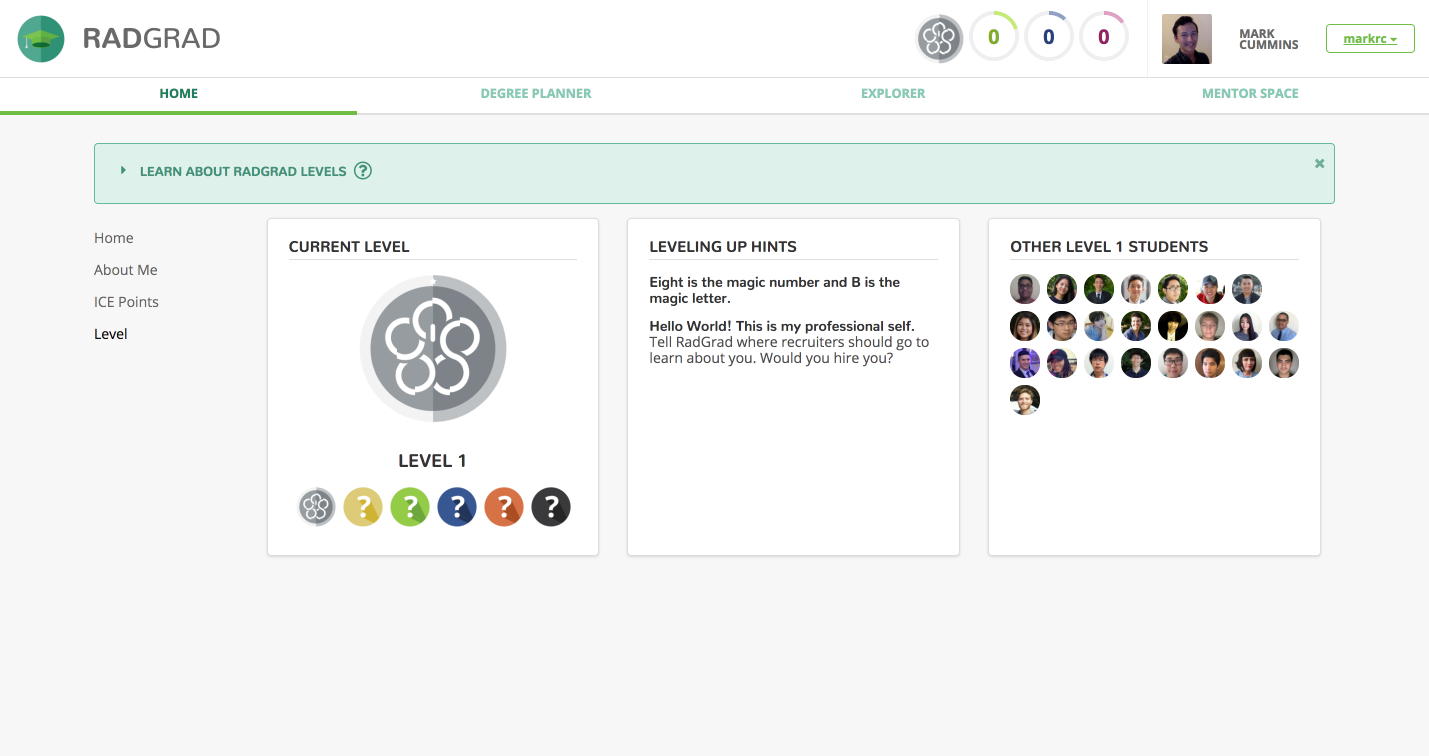 RADGRAD
0
0
0
MARK
CUMMINS
markrc
HOME
DEGREE PLANNER
EXPLORER
MENTOR SPACE
LEARN ABOUT RADGRAD LEVELS ?
Home
About Me
ICE Points
Level
CURRENT LEVEL
LEVEL 1
? ? ? ? ?
LEVELING UP HINTS
Eight is the magic number and B is the
magic letter.
Hello World! This is my professional self.
Tell RadGrad where recruiters should go to
learn about you. Would you hire you?
OTHER LEVEL 1 STUDENTS